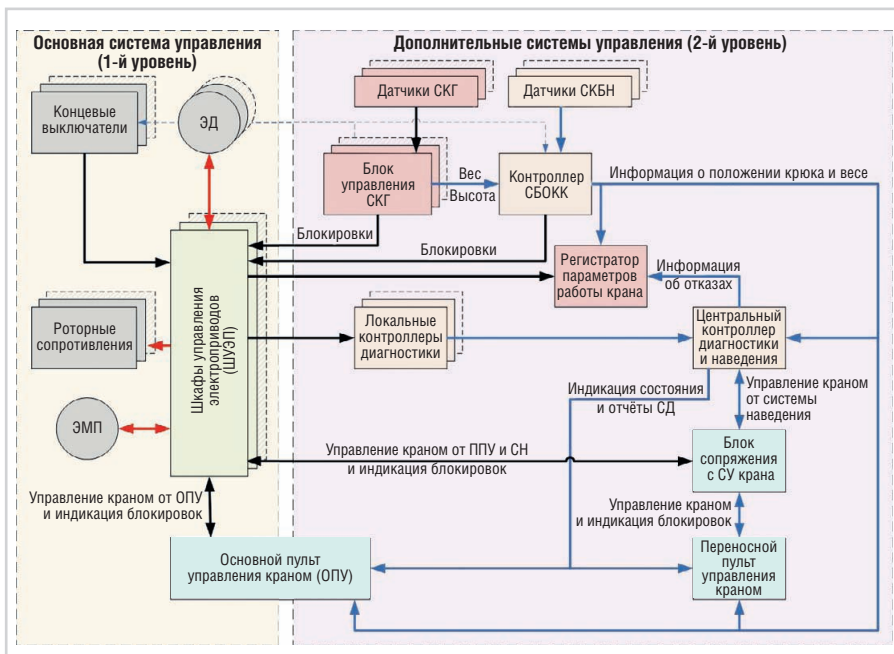 Основная система управления
(1-й уровень)
Дополнительные системы управления (2-й уровень)
Концевые
выключатели
ЭД
Датчики СКГ
Датчики СКБН
Блок
управления
СКГ
Вес
Высота
Контроллер
СБОКК
Информация о положении крюка и весе
Блокировки
Блокировки
Регистратор
параметров
работы крана
Информация
об отказах
Роторные
сопротивления
Шкафы управления
электроприводов
(ШУЭП)
Локальные
контроллеры
диагностики
Центральный
контроллер
диагностики
и наведения
ЭМП
Индикация состояния
и отчёты СД
Управление краном
от системы
наведения
Управление краном от ППУ и СН
и индикация блокировок
Блок
сопряжения
с СУ крана
Управление краном от ОПУ
и индикация блокировок
Управление краном
и индикация блокировок
Основной пульт
управления краном (ОПУ)
Переносной
пульт
управления
краном